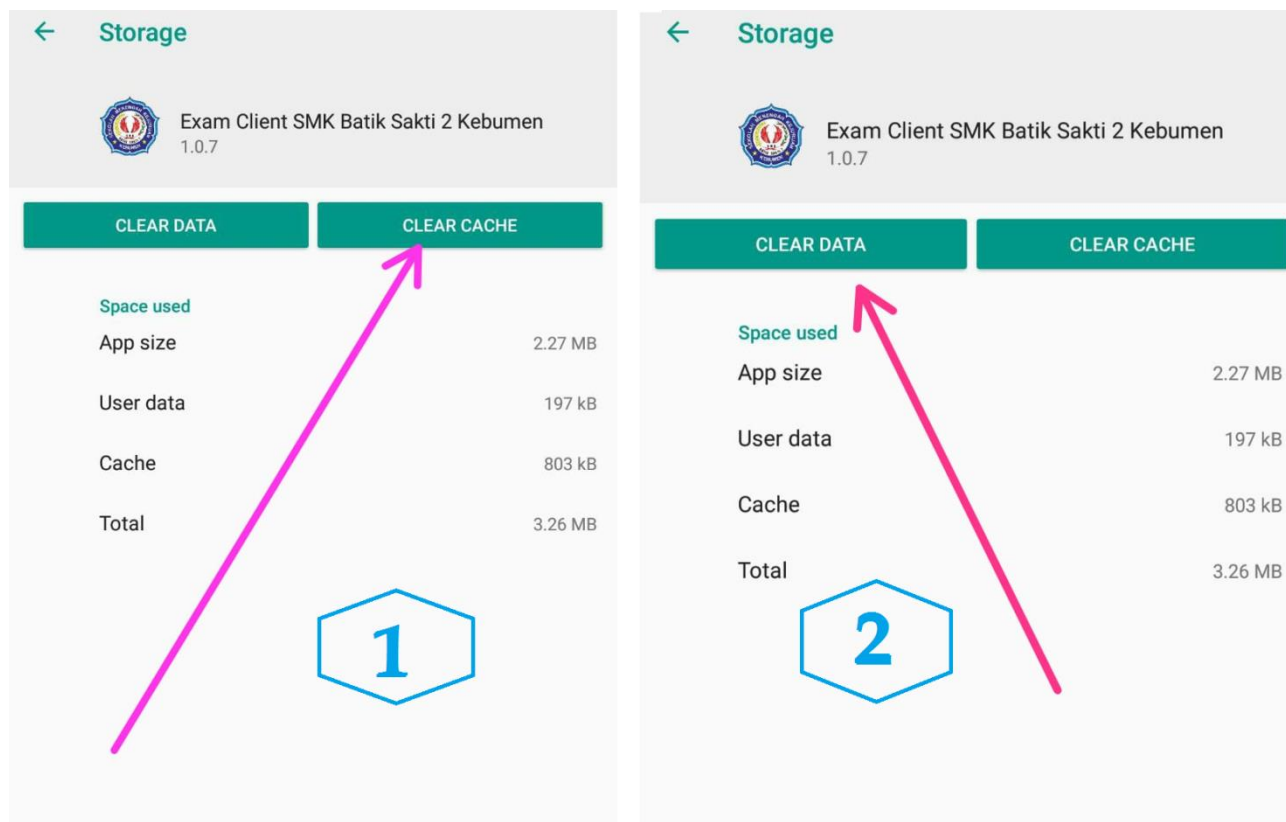 Storage
Exam Client SMK Batik Sakti 2 Kebumen
1.0.7
CLEAR DATA CLEAR CACHE
Space used
App size 2.27 MB
User data 197 kB
Cache 803 kB
Total 3.26 MB
1
Storage
Exam Client SMK Batik Sakti 2 Kebumen
1.0.7
CLEAR DATA CLEAR CACHE
Space used
App size 2.27 MB
User data 197 kB
Cache 803 kB
Total 3.26 MB
2